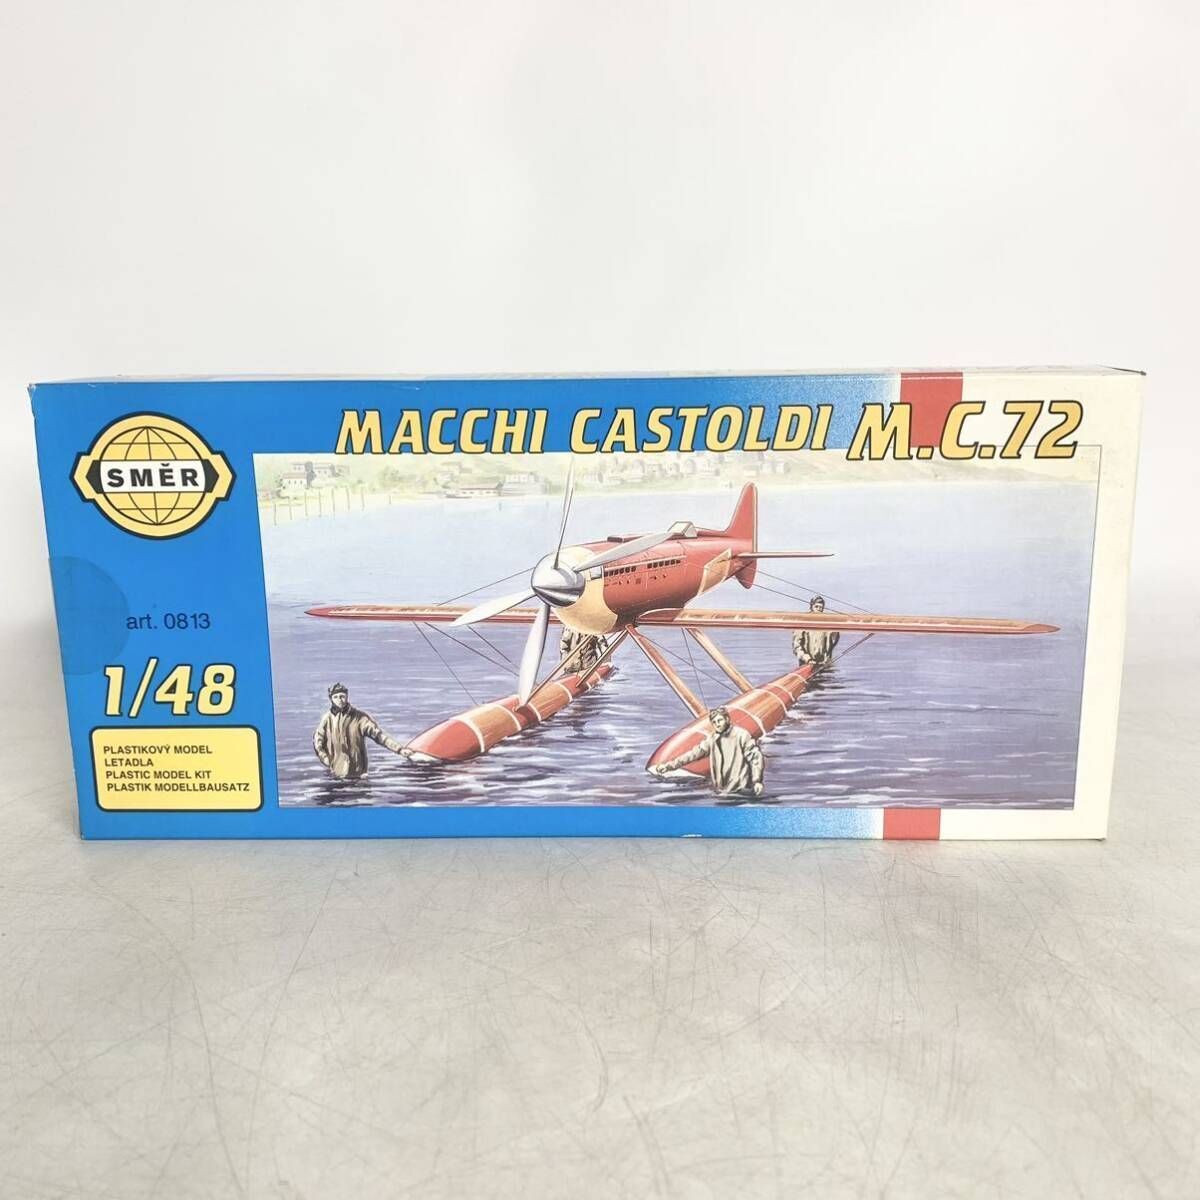 MACCHI CASTOLDI M.C.72
SMĚR
art. 0813
1/48
PLASTIKOVÝ MODEL
LETADLA
PLASTIC MODEL KIT
PLASTIK MODELLBAUSATZ